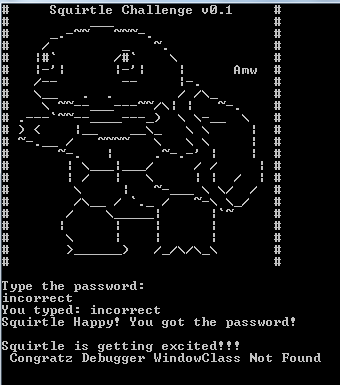 Squirtle Challenge v0.1
Amw
Type the password:
incorrect
You typed: incorrect
Squirtle Happy! You got the password!
Squirtle is getting excited!!!
Congratz Debugger WindowClass Not Found